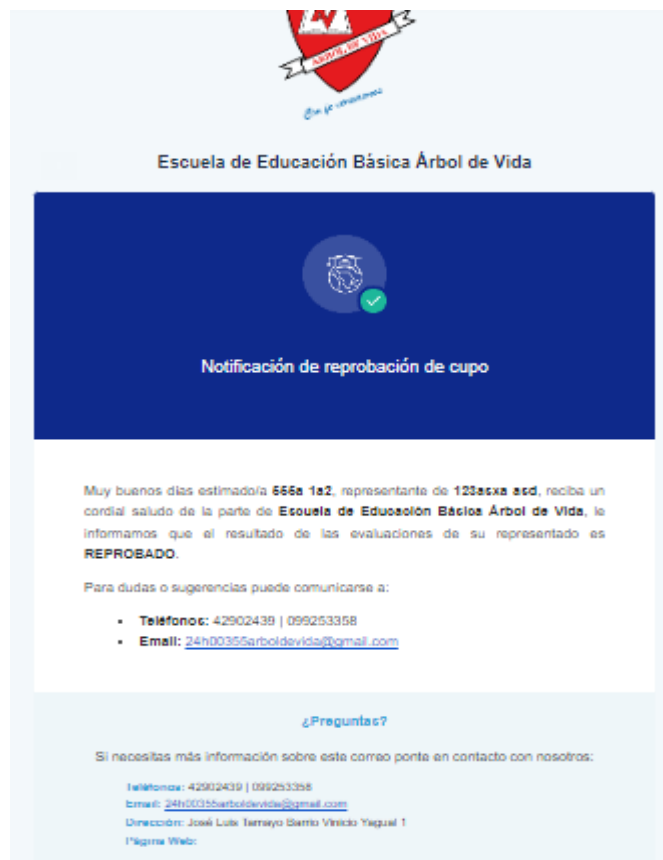 ARBOL DE VIDA
Escuela de Educación Básica Árbol de Vida
Notificación de reprobación de cupo
Muy buenos días estimado/a 555a 1a2, representante de 123asxa asd, reciba un
cordial saludo de la parte de Escuela de Educación Básica Árbol de Vida, le
informamos que el resultado de las evaluaciones de su representado es
REPROBADO.
Para dudas o sugerencias puede comunicarse a:
• Teléfonos: 42902439 | 099253358
• Email: 24h00355arboldevida@gmail.com
¿Preguntas?
Si necesitas más información sobre este correo ponte en contacto con nosotros:
Teléfonos: 42902439 | 099253358
Email: 24h00355arboldevida@gmail.com
Dirección: José Luis Tamayo Barrio Vinicio Yagual 1
Página Web: